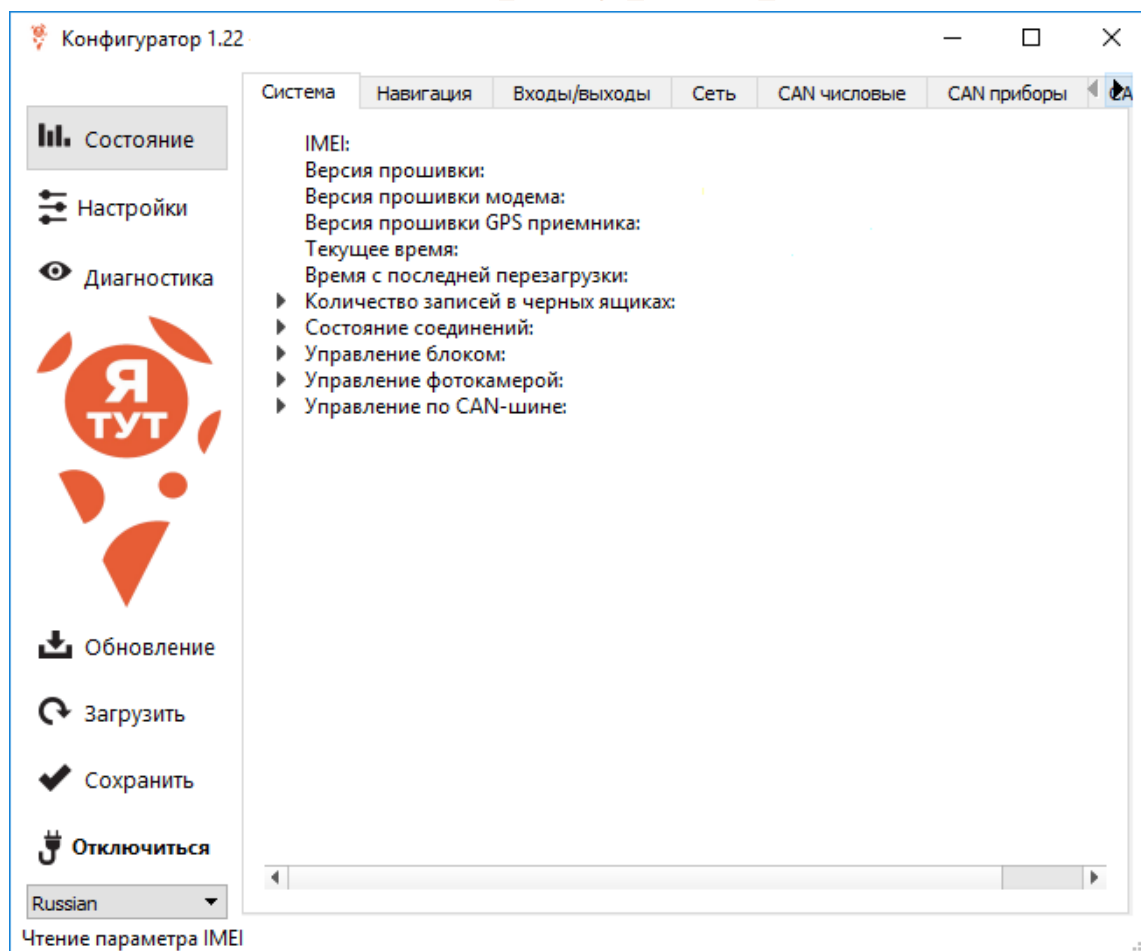 Конфигуратор 1.22
Система Навигация Входы/выходы Сеть CAN числовые CAN приборы CA
Состояние
Настройки
Диагностика
Я
ТУТ
Обновление
Загрузить
Сохранить
Отключиться
Russian
IMEI:
Версия прошивки:
Версия прошивки модема:
Версия прошивки GPS приемника:
Текущее время:
Время с последней перезагрузки:
Количество записей в черных ящиках:
Состояние соединений:
Управление блоком:
Управление фотокамерой:
Управление по CAN-шине:
Чтение параметра IMEI